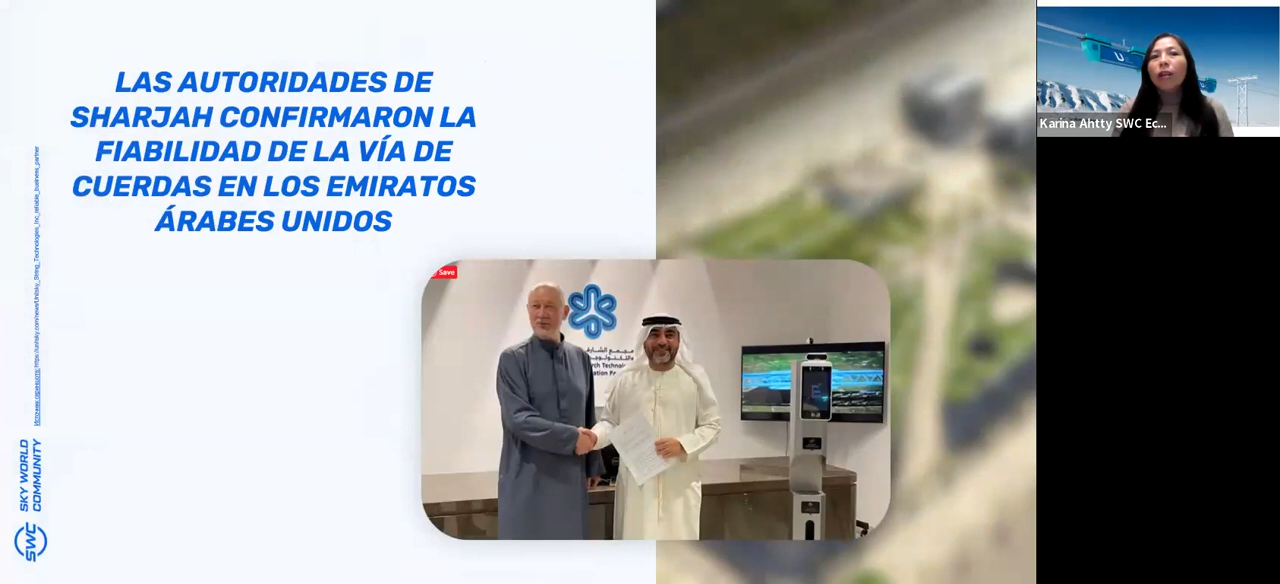 LAS AUTORIDADES DE
SHARJAH CONFIRMARON LA
FIABILIDAD DE LA VÍA DE
CUERDAS EN LOS EMIRATOS
ÁRABES UNIDOS
Save
Karina Ahtty SWC Ec...
SKY WORLD
COMMUNITY
SWC